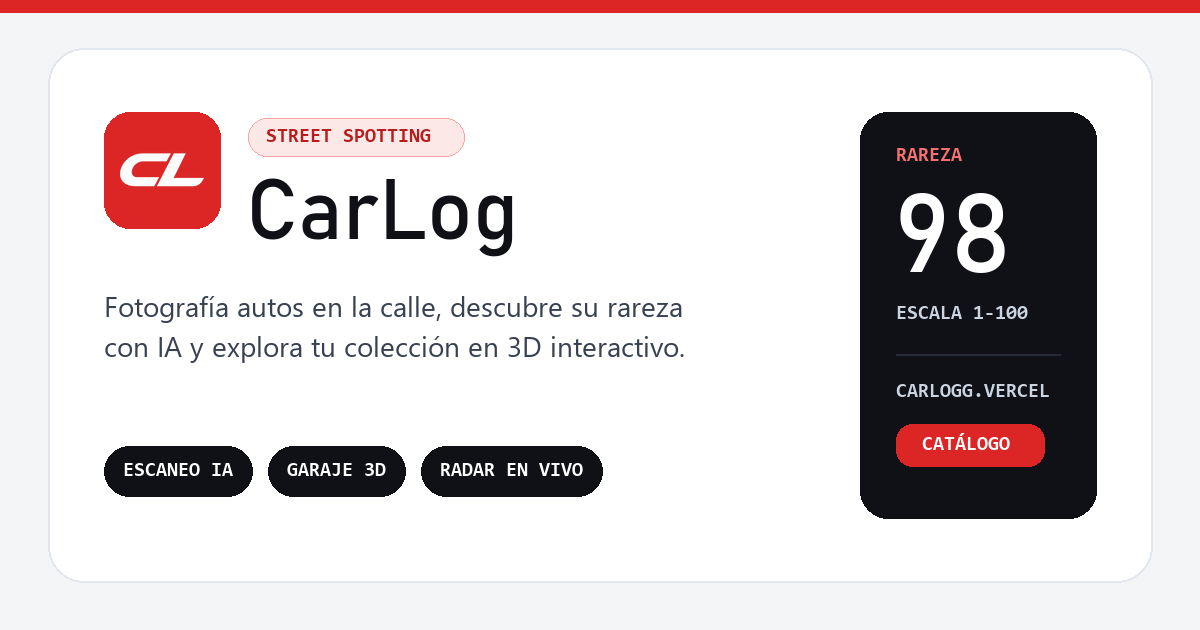 CL
STREET SPOTTING
CarLog
Fotografía autos en la calle, descubre su rareza
con IA y explora tu colección en 3D interactivo.
ESCANEO IA
GARAJE 3D
RADAR EN VIVO
RAREZA
98
ESCALA 1-100
CARLOGG.VERCEL
CATÁLOGO